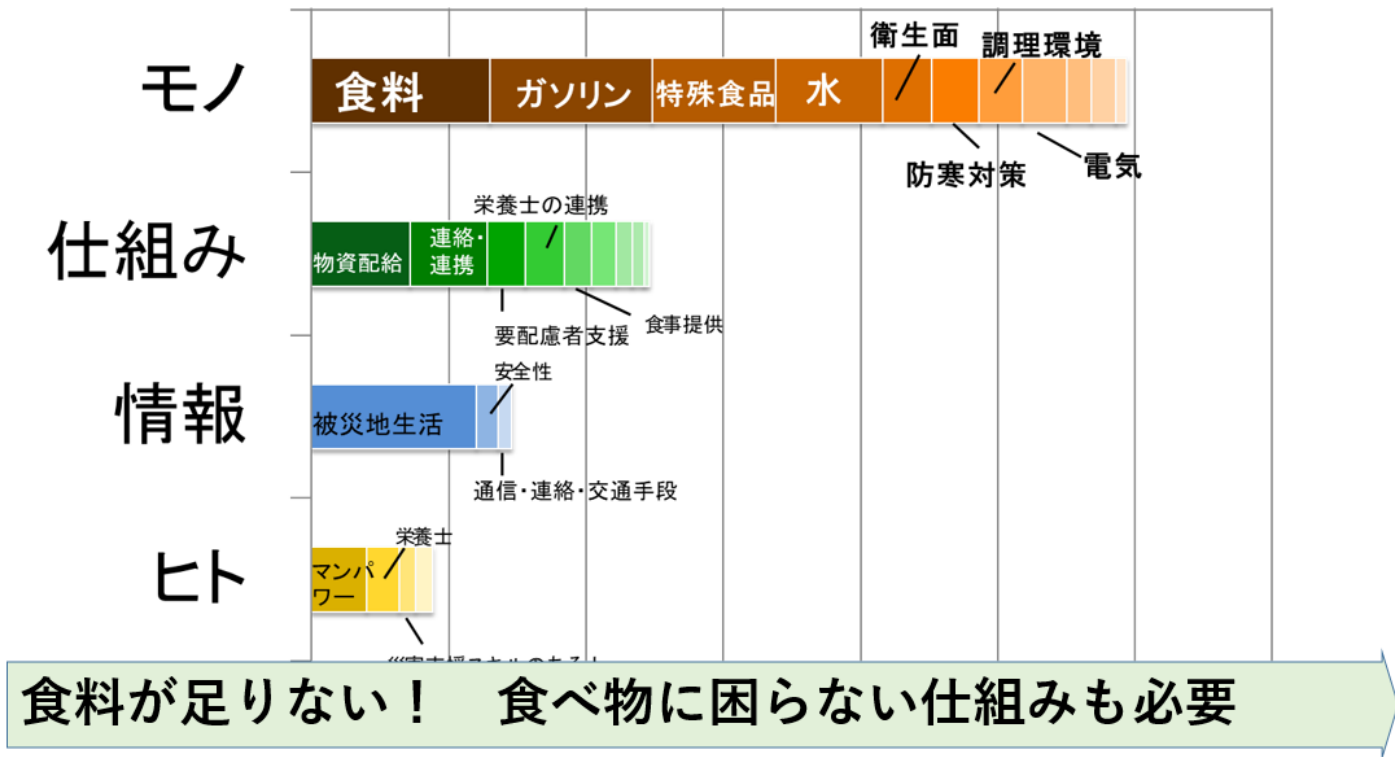 衛生面
調理環境
モノ
食料
ガソリン
特殊食品
水
防寒対策
電気
栄養士の連携
仕組み
物資配給
連絡・
連携
要配慮者支援
食事提供
安全性
情報
被災地生活
通信・連絡・交通手段
栄養士
ヒト
マンパ
ワー
食料が足りない！　食べ物に困らない仕組みも必要